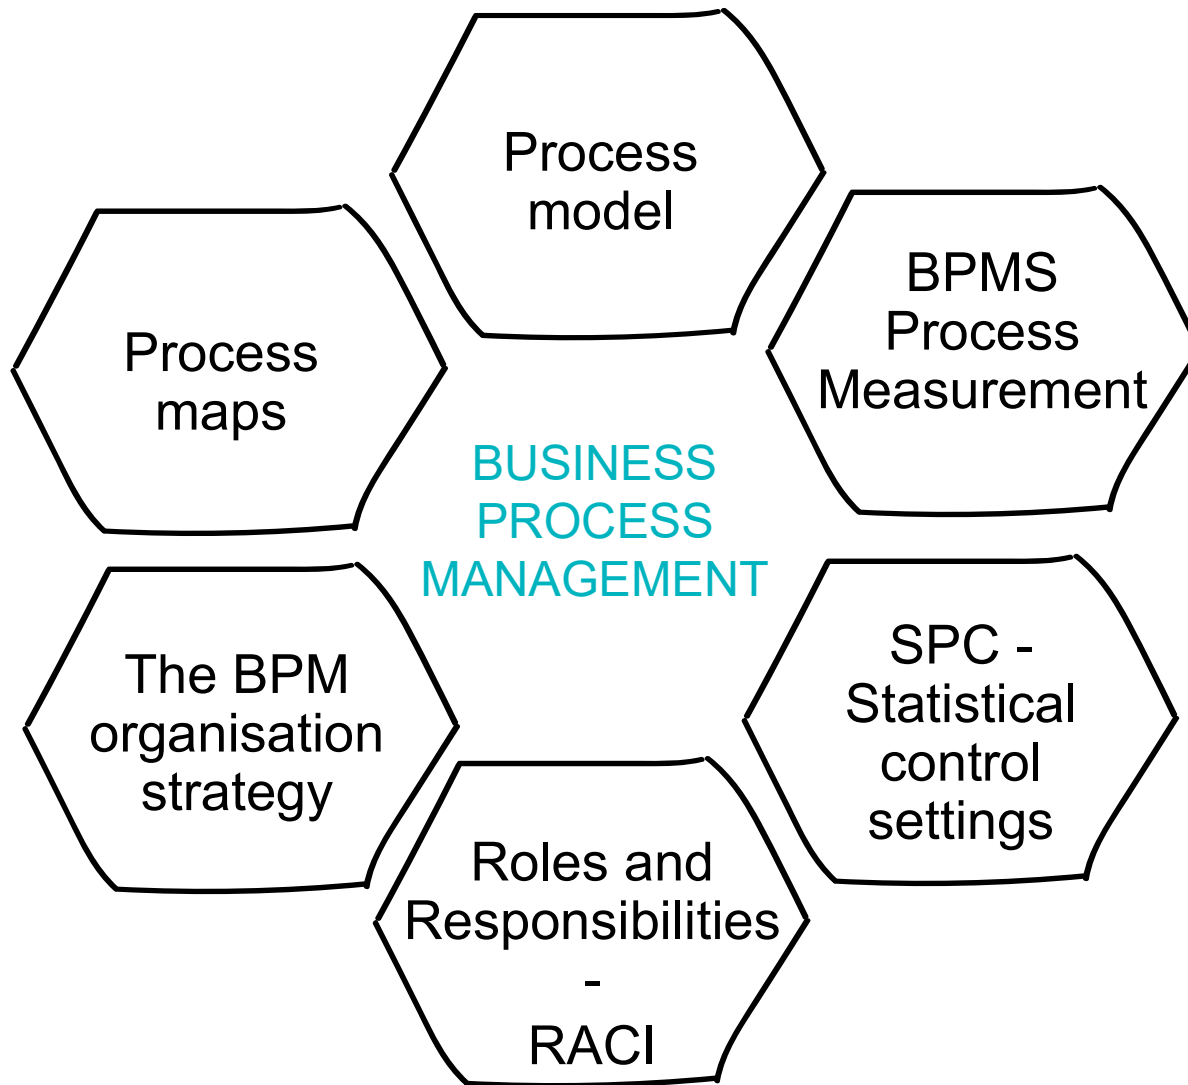 Process
model
BPMS
Process
Measurement
Process
maps
BUSINESS
PROCESS
MANAGEMENT
The BPM
organisation
strategy
SPC -
Statistical
control
settings
Roles and
Responsibilities
-
RACI